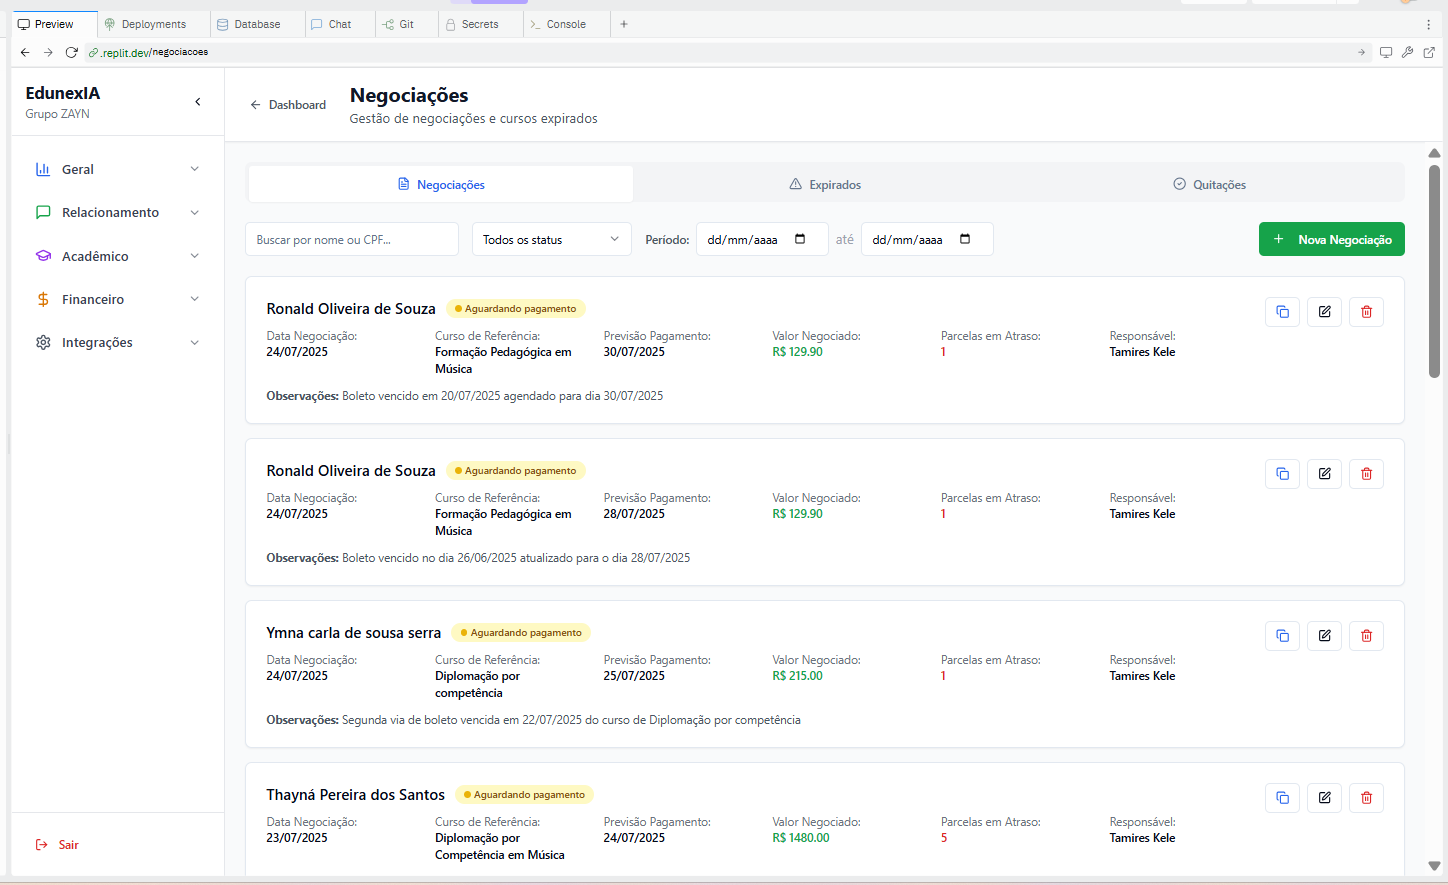 Preview
Deployments
Database
Chat
Git
Secrets
Console
.replit.dev/negociacoes
EdunexIA
Grupo ZAYN
Dashboard
Negociações
Gestão de negociações e cursos expirados
Geral
Relacionamento
Acadêmico
Financeiro
Integrações
Sair
Negociações
Expirados
Quitações
Buscar por nome ou CPF...
Todos os status
Período:
dd/mm/aaaa
até
dd/mm/aaaa
+ Nova Negociação
Ronald Oliveira de Souza
Aguardando pagamento
Data Negociação:
24/07/2025
Curso de Referência:
Formação Pedagógica em
Música
Previsão Pagamento:
30/07/2025
Valor Negociado:
R$ 129.90
Parcelas em Atraso:
1
Responsável:
Tamires Kele
Observações: Boleto vencido em 20/07/2025 agendado para dia 30/07/2025
Ronald Oliveira de Souza
Aguardando pagamento
Data Negociação:
24/07/2025
Curso de Referência:
Formação Pedagógica em
Música
Previsão Pagamento:
28/07/2025
Valor Negociado:
R$ 129.90
Parcelas em Atraso:
1
Responsável:
Tamires Kele
Observações: Boleto vencido no dia 26/06/2025 atualizado para o dia 28/07/2025
Ymna carla de sousa serra
Aguardando pagamento
Data Negociação:
24/07/2025
Curso de Referência:
Diplomação por
competência
Previsão Pagamento:
25/07/2025
Valor Negociado:
R$ 215.00
Parcelas em Atraso:
1
Responsável:
Tamires Kele
Observações: Segunda via de boleto vencida em 22/07/2025 do curso de Diplomação por competência
Thayná Pereira dos Santos
Aguardando pagamento
Data Negociação:
23/07/2025
Curso de Referência:
Diplomação por
Competência em Música
Previsão Pagamento:
24/07/2025
Valor Negociado:
R$ 1480.00
Parcelas em Atraso:
5
Responsável:
Tamires Kele